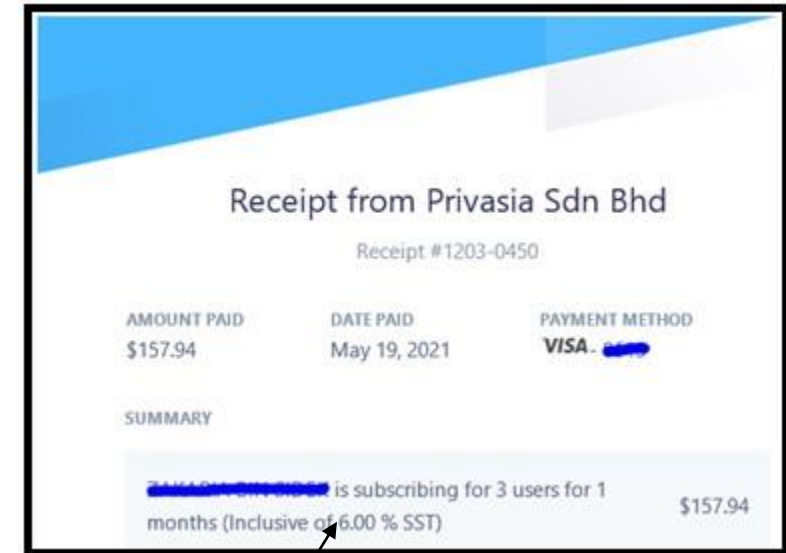 Receipt from Privasia Sdn Bhd
Receipt #1203-0450
AMOUNT PAID DATE PAID PAYMENT METHOD
$157.94 May 19, 2021 VISA -
SUMMARY
is subscribing for 3 users for 1
months (Inclusive of 6.00 % SST) $157.94